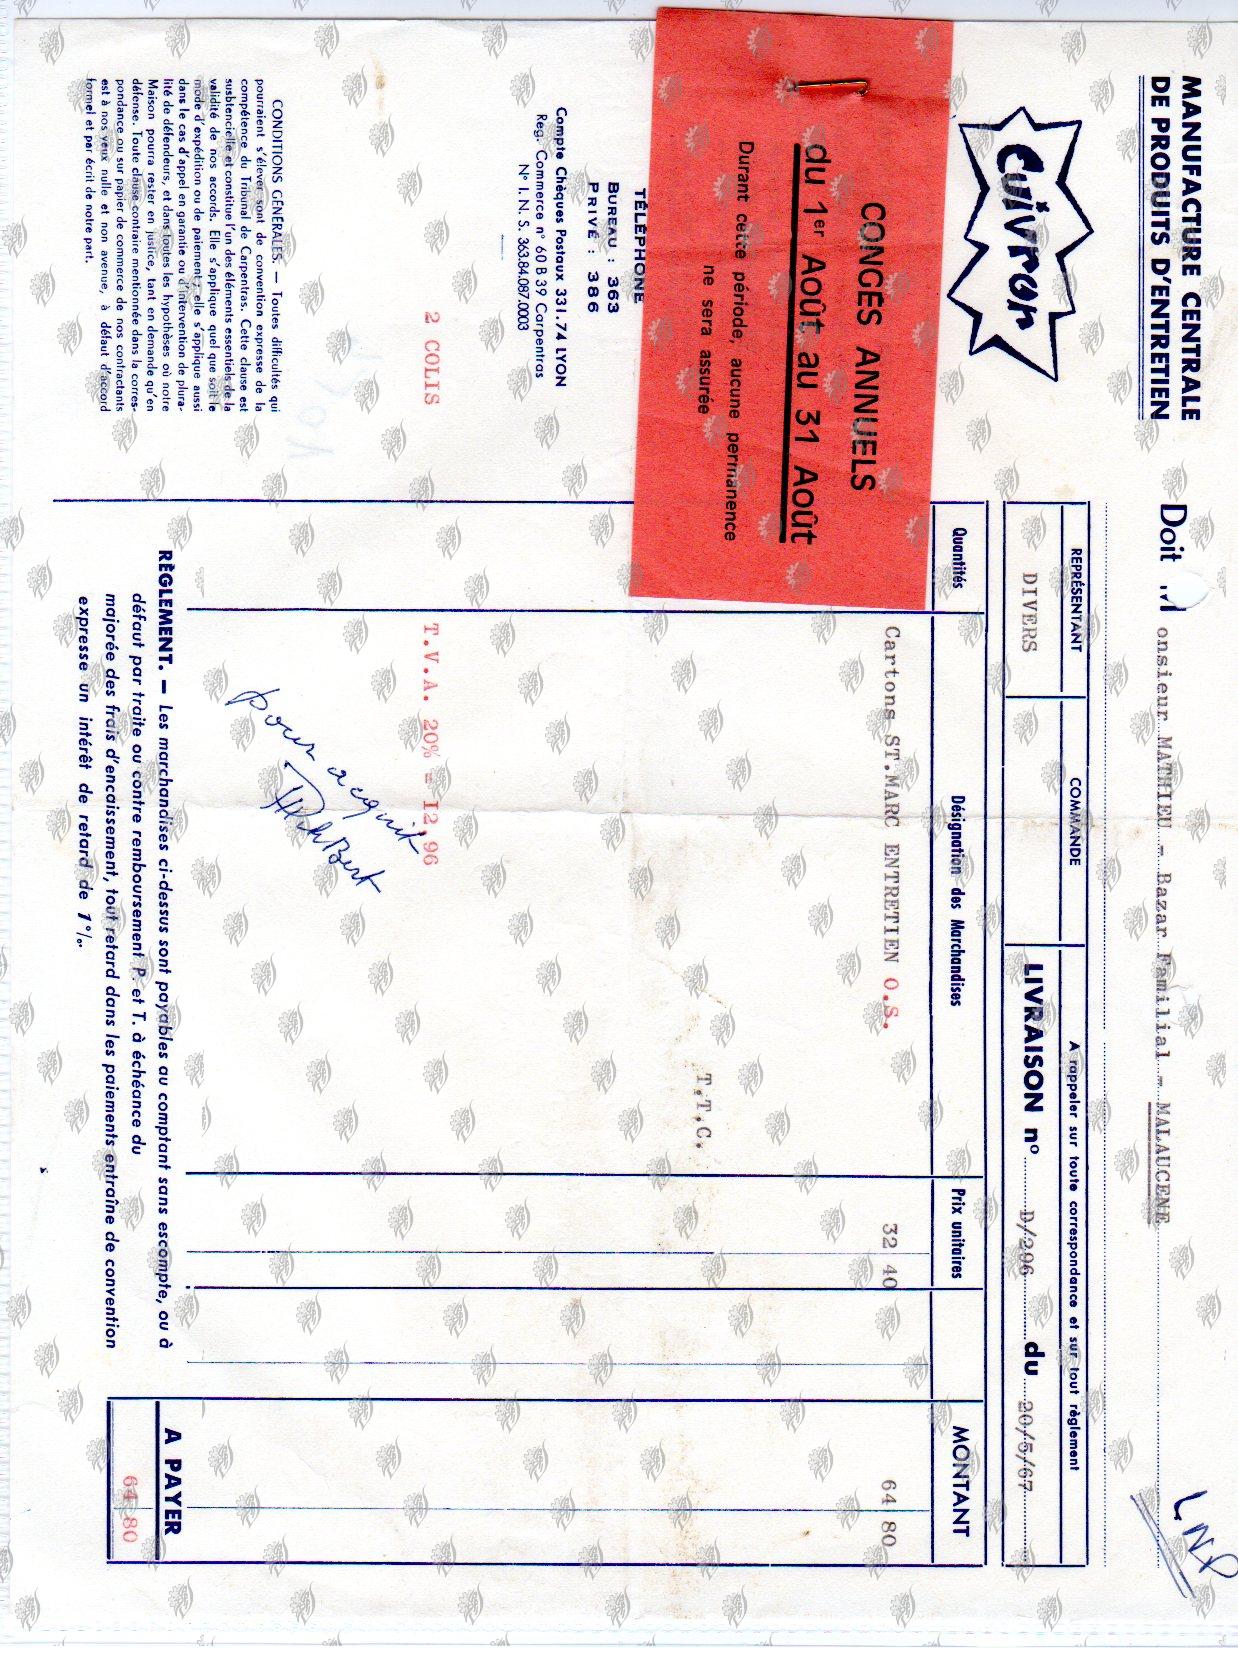 MANUFACTURE CENTRALE
DE PRODUITS D'ENTRETIEN
Cuivron
CONGÉS ANNUELS
du 1er Août au 31 Août
Durant cette période, aucune permanence
ne sera assurée
TÉLÉPHONE
BUREAU : 363
PRIVÉ : 386
Compte Chèques Postaux 331.74 LYON
Reg. Commerce n° 60 B 39 Carpentras
N° I. N. S. 363.84.087.0003
2 COLIS
CONDITIONS GÉNÉRALES. — Toutes difficultés qui
pourraient s'élever sont de convention expresse de la
compétence du Tribunal de Carpentras. Cette clause est
susbtencielle et constitue l'un des éléments essentiels de la
validité de nos accords. Elle s'applique quel que soit le
mode d'expédition ou de paiement ; elle s'applique aussi
dans le cas d'appel en garantie ou d'intervention de plura-
lité de défendeurs, et dans toutes les hypothèses où notre
Maison pourra rester en justice, tant en demande qu'en
défense. Toute clause contraire mentionnée dans la corres-
pondance ou sur papier de commerce de nos contractants
est à nos yeux nulle et non avenue, à défaut d'accord
formel et par écrit de notre part.
Doit Monsieur MATHIEU - Bazar Familial - MALAUCENE
REPRÉSENTANT
COMMANDE
A rappeler sur toute correspondance et sur tout règlement
DIVERS
LIVRAISON n° D/296 du 20/5/67
Quantités
Désignation des Marchandises
Prix unitaires
MONTANT
Cartons ST.MARC ENTRETIEN O.S.
32 40
64 80
T.T.C.
T.V.A. 20% = 12,96
pour acquit
RÈGLEMENT. — Les marchandises ci-dessus sont payables au comptant sans escompte, ou à
défaut par traite ou contre remboursement P. et T. à échéance du
majorée des frais d'encaissement, tout retard dans les paiements entraîne de convention
expresse un intérêt de retard de 1 %.
A PAYER
64 80